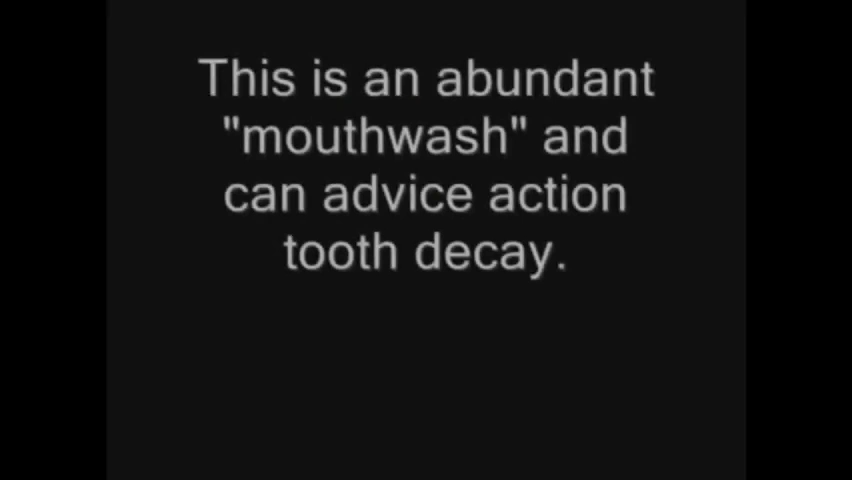 This is an abundant
"mouthwash" and
can advice action
tooth decay.